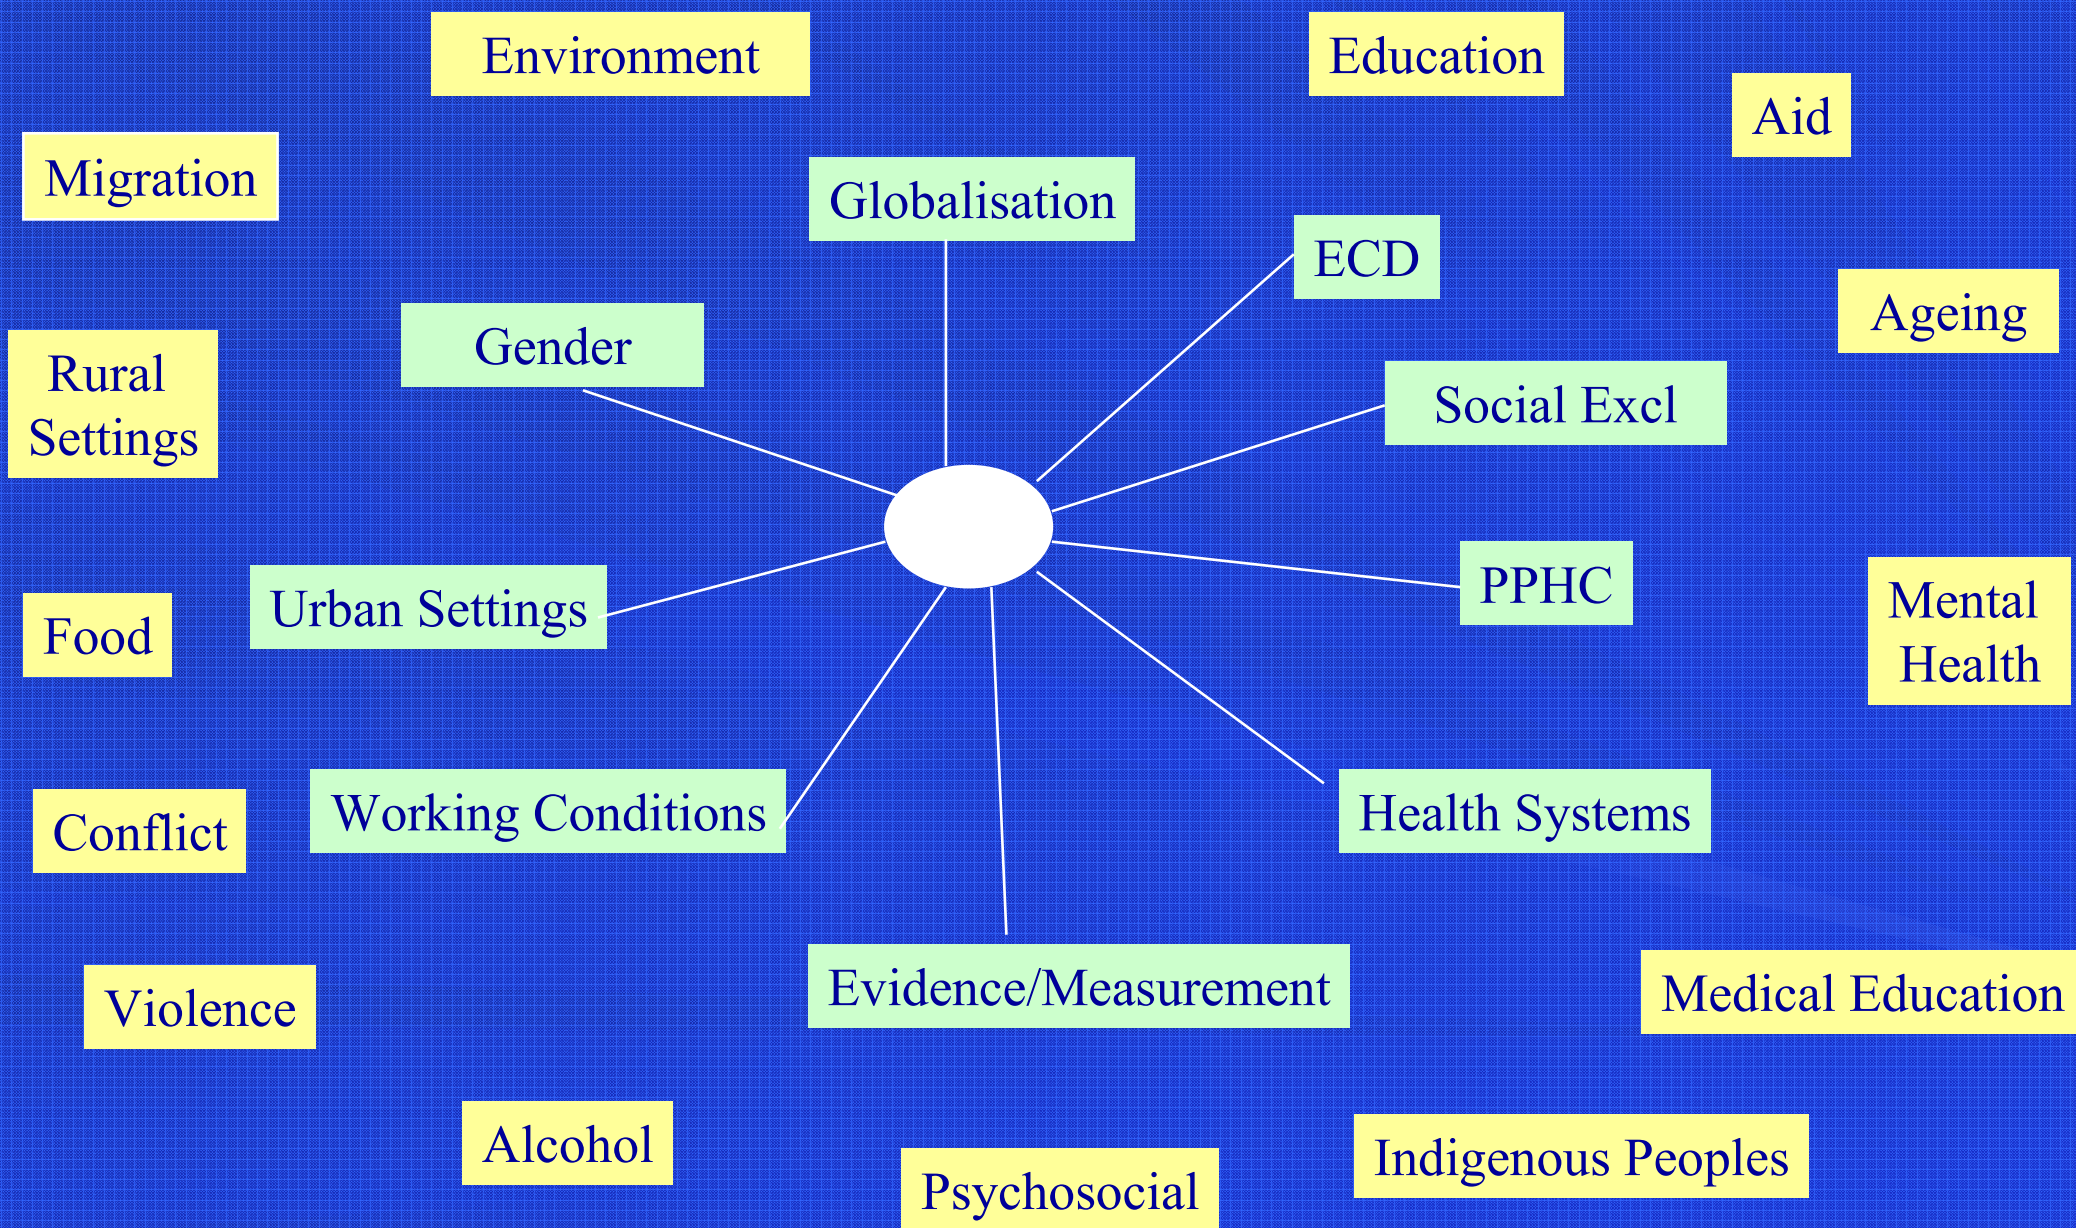 Environment
Education
Aid
Migration
Globalisation
ECD
Ageing
Gender
Rural
Settings
Social Excl
Urban Settings
PPHC
Food
Mental
Health
Working Conditions
Health Systems
Conflict
Evidence/Measurement
Medical Education
Violence
Alcohol
Indigenous Peoples
Psychosocial